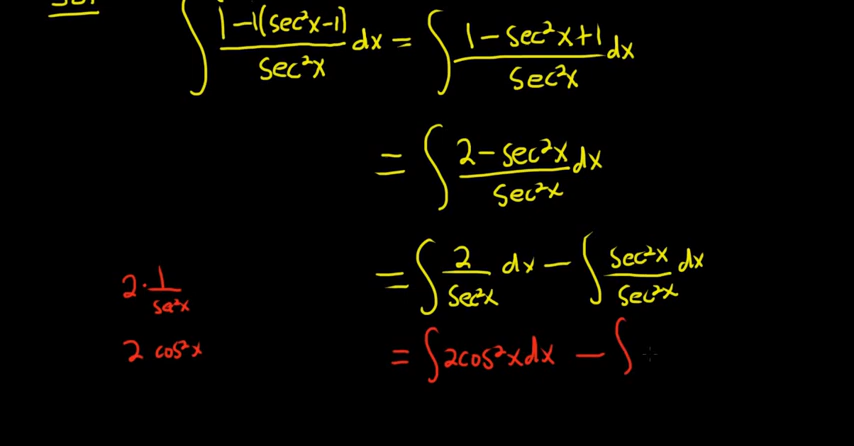 ∫ 1-1(sec²x-1)/sec²x dx = ∫ 1-sec²x+1/sec²x dx
= ∫ 2-sec²x/sec²x dx
= ∫ 2/sec²x dx - ∫ sec²x/sec²x dx
2 · 1/sec²x
2 cos²x
= ∫ 2cos²x dx - ∫